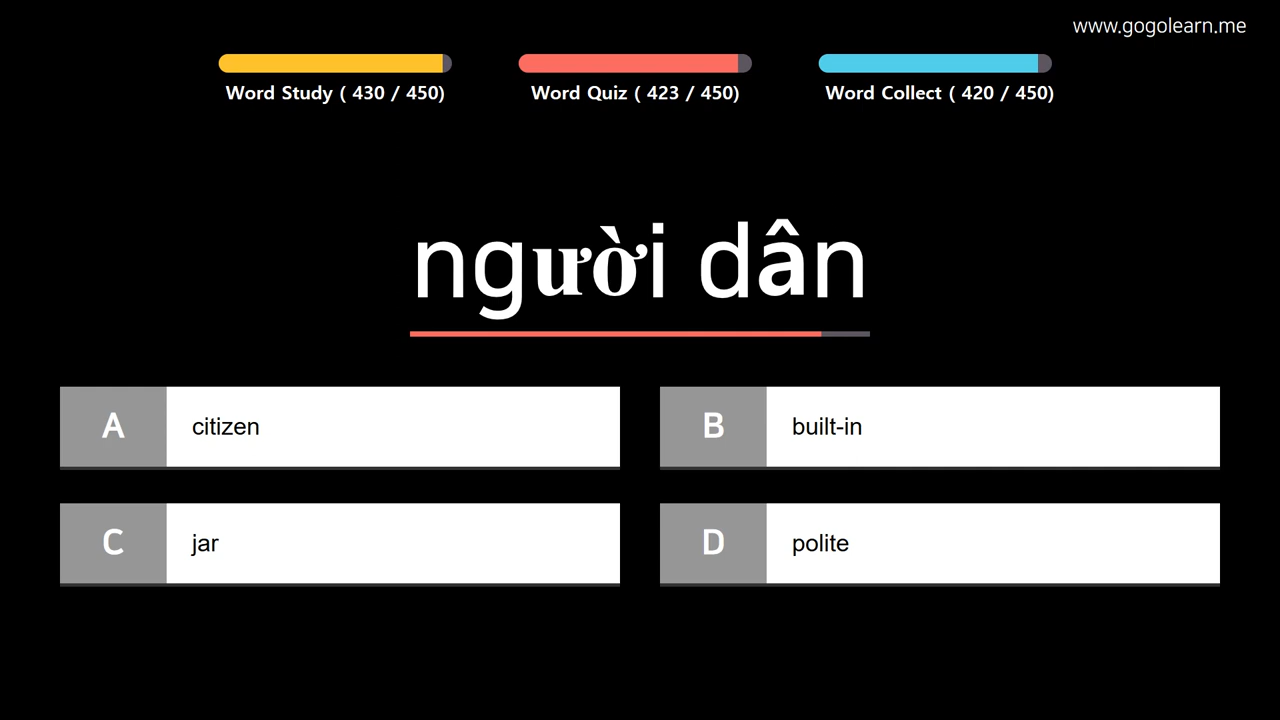 www.gogolearn.me
Word Study ( 430 / 450)
Word Quiz ( 423 / 450)
Word Collect ( 420 / 450)
người dân
A citizen
B built-in
C jar
D polite